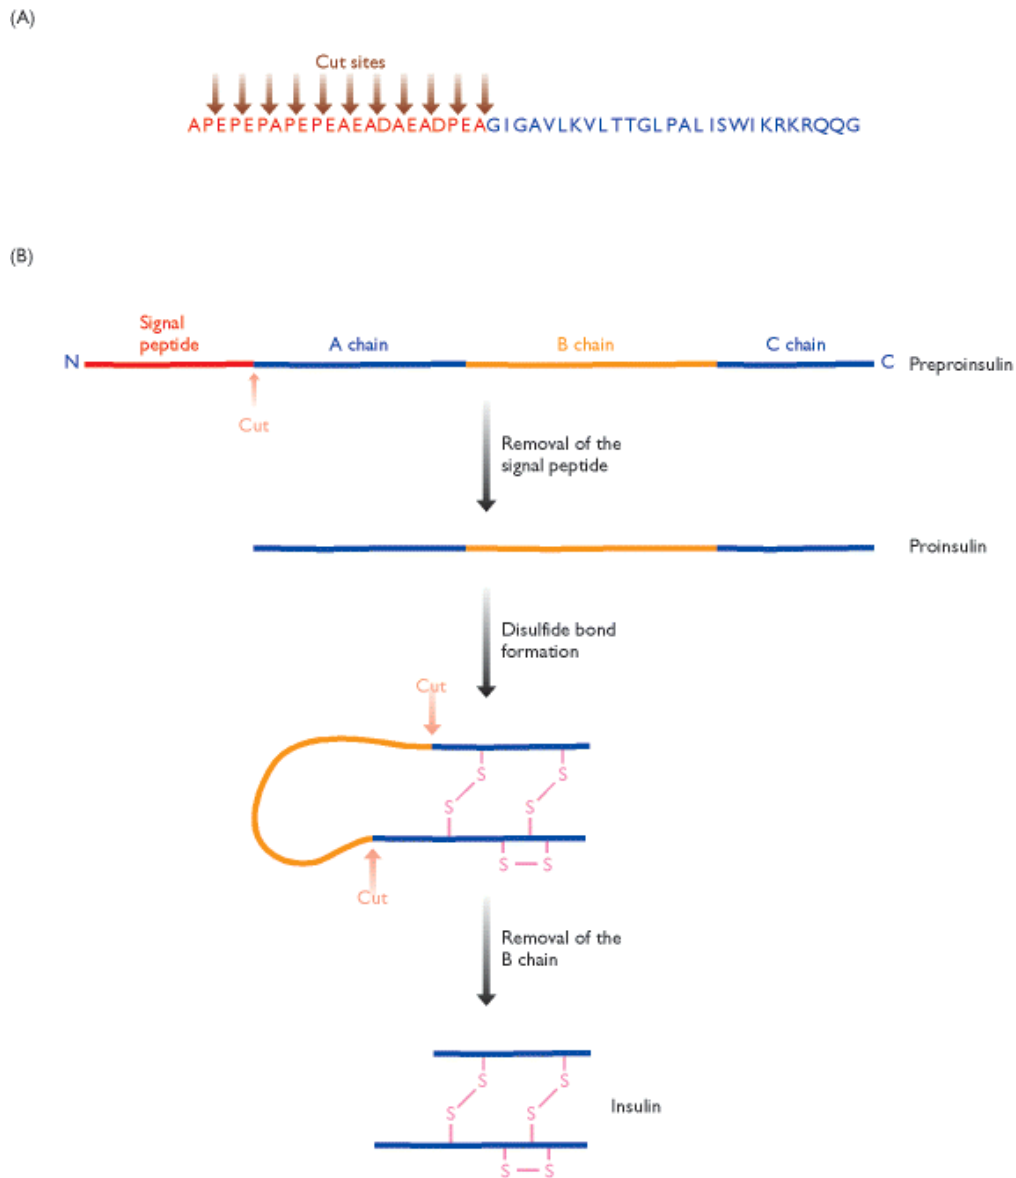 (A)
Cut sites
APEPEPAPEPEAEADAEADPEAGIGAVLKVLTTGLPALISWIKRKRQQG
(B)
Signal
peptide
A chain
B chain
C chain
N
C
Preproinsulin
Cut
Removal of the
signal peptide
Proinsulin
Disulfide bond
formation
Cut
S
S
S
S
S
S
Cut
Removal of the
B chain
S
S
S
S
Insulin
S
S